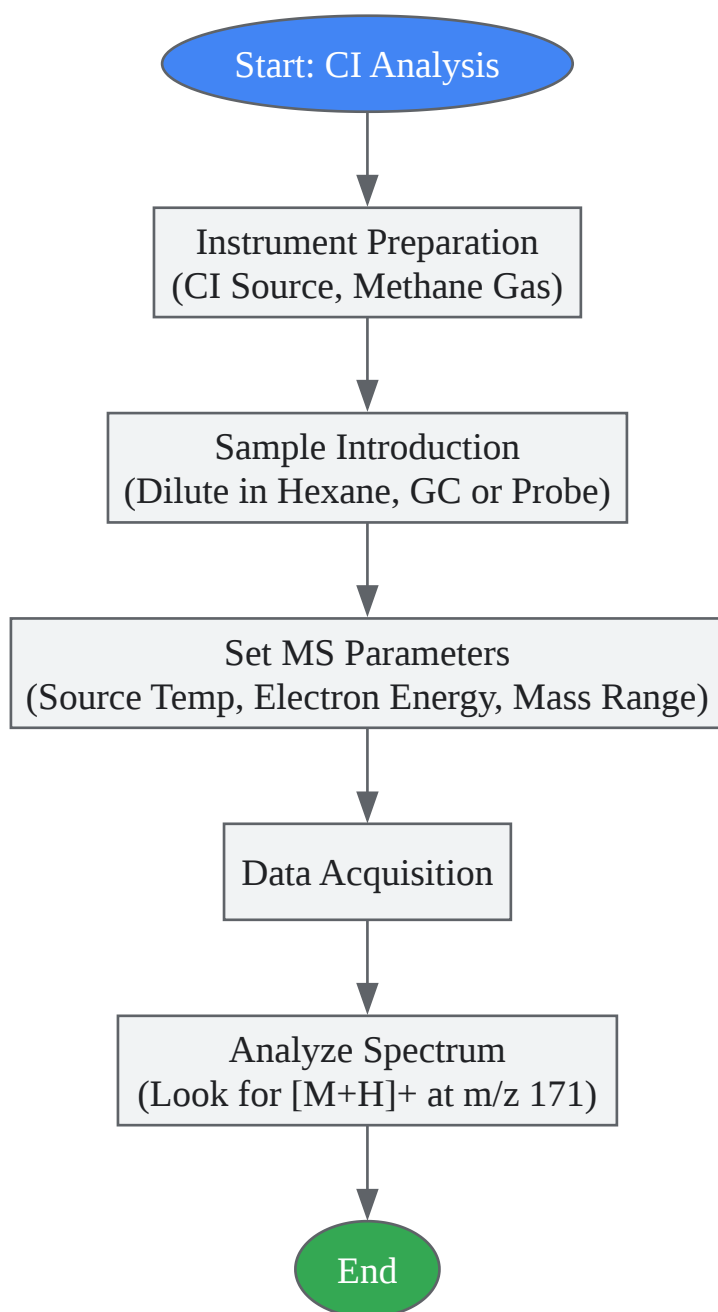 Start: CI Analysis
Instrument Preparation
(CI Source, Methane Gas)
Sample Introduction
(Dilute in Hexane, GC or Probe)
Set MS Parameters
(Source Temp, Electron Energy, Mass Range)
Data Acquisition
Analyze Spectrum
(Look for [M+H]+ at m/z 171)
End